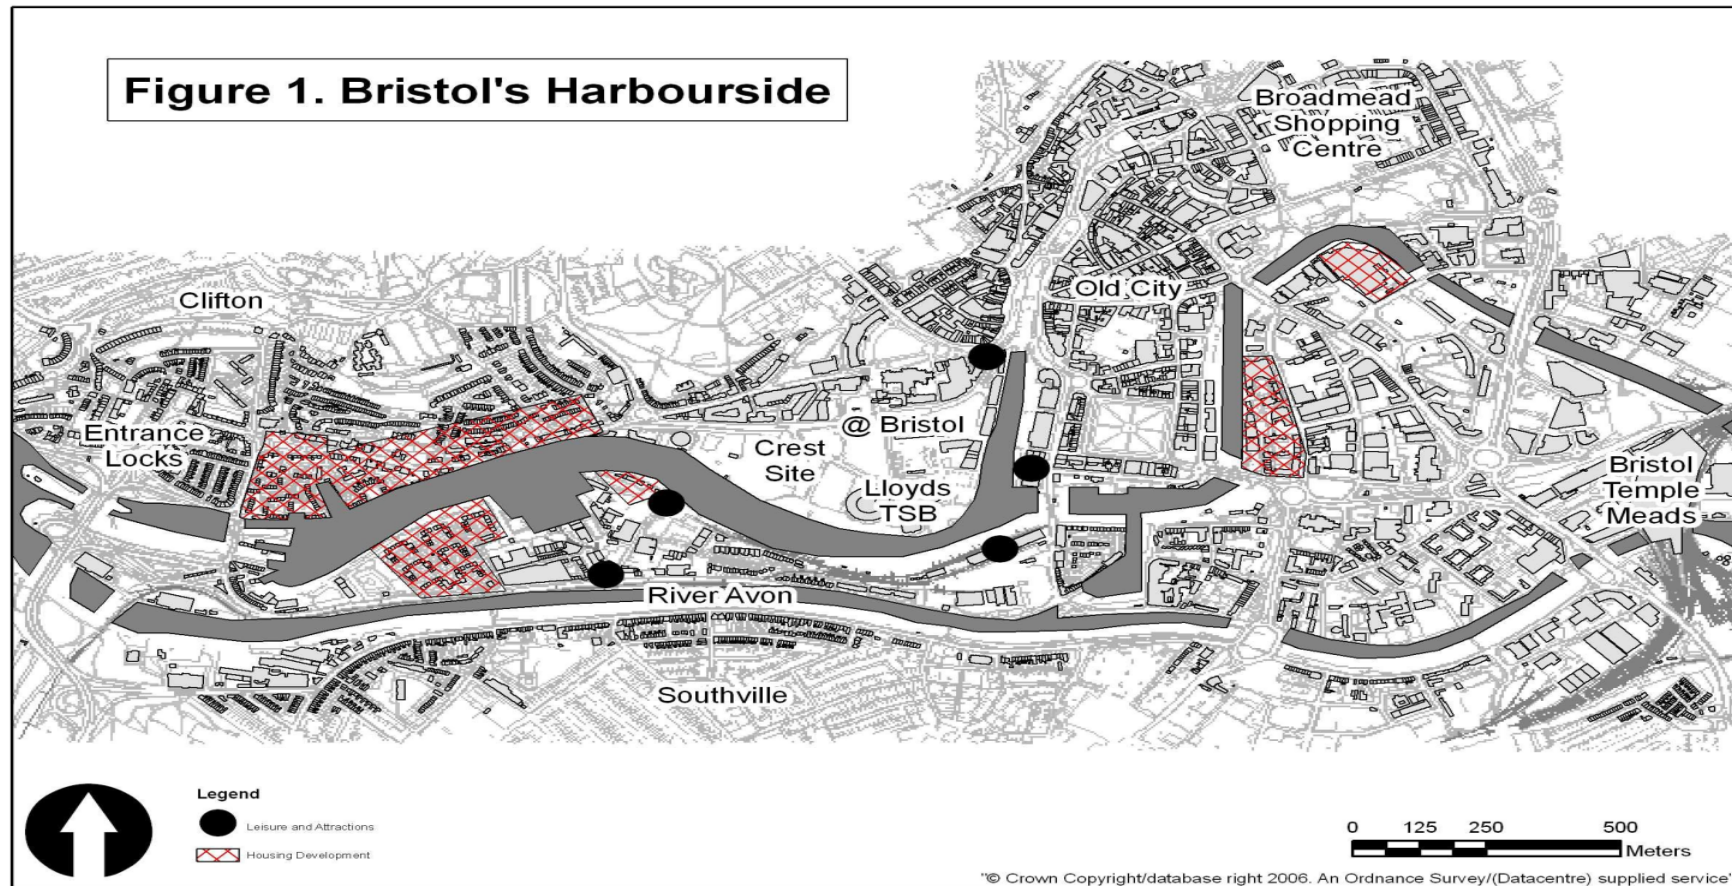 Figure 1. Bristol's Harbourside
Broadmead
Shopping
Centre
Clifton
Old City
Entrance
Locks
@ Bristol
Crest
Site
Lloyds
TSB
Bristol
Temple
Meads
River Avon
Southville
Legend
Leisure and Attractions
Housing Development
0 125 250 500
Meters
"© Crown Copyright/database right 2006. An Ordnance Survey/(Datacentre) supplied service"